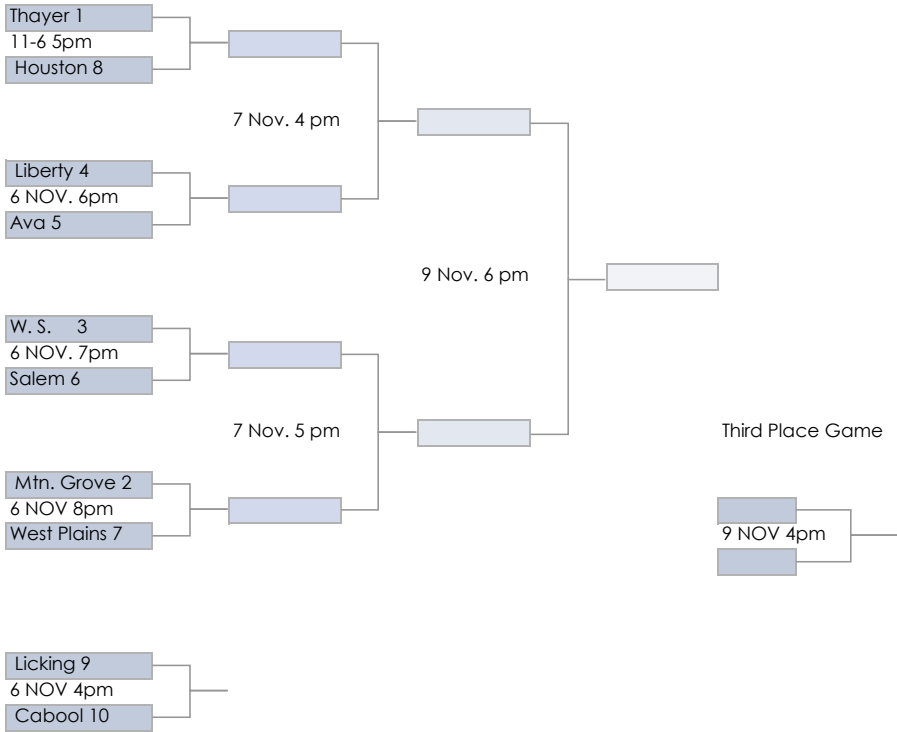 Thayer 1
11-6 5pm
Houston 8
7 Nov. 4 pm
Liberty 4
6 NOV. 6pm
Ava 5
9 Nov. 6 pm
W. S.    3
6 NOV. 7pm
Salem 6
7 Nov. 5 pm
Third Place Game
Mtn. Grove 2
6 NOV 8pm
West Plains 7
9 NOV 4pm
Licking 9
6 NOV 4pm
Cabool 10